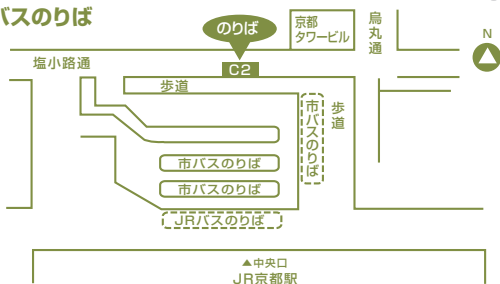 バスのりば
のりば
京都
タワービル
烏丸通
N
塩小路通
C2
歩道
市バスのりば
歩道
市バスのりば
市バスのりば
JRバスのりば
▲中央口
JR京都駅